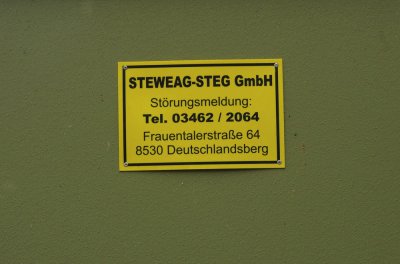 STEWEAG-STEG GmbH
Störungsmeldung:
Tel. 03462 / 2064
Frauentalerstraße 64
8530 Deutschlandsberg